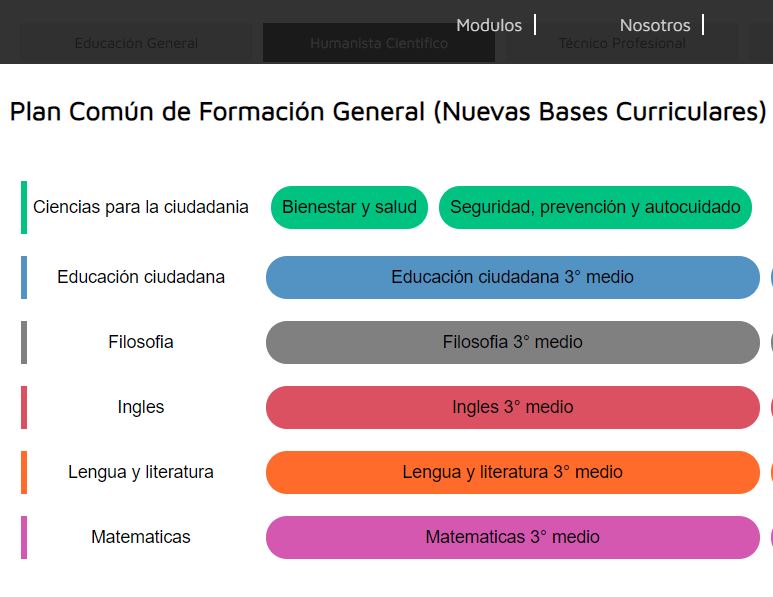 Modulos
Nosotros
Educación General
Humanista Científico
Técnico Profesional
Plan Común de Formación General (Nuevas Bases Curriculares)
Ciencias para la ciudadania
Bienestar y salud
Seguridad, prevención y autocuidado
Educación ciudadana
Educación ciudadana 3° medio
Filosofia
Filosofia 3° medio
Ingles
Ingles 3° medio
Lengua y literatura
Lengua y literatura 3° medio
Matematicas
Matematicas 3° medio